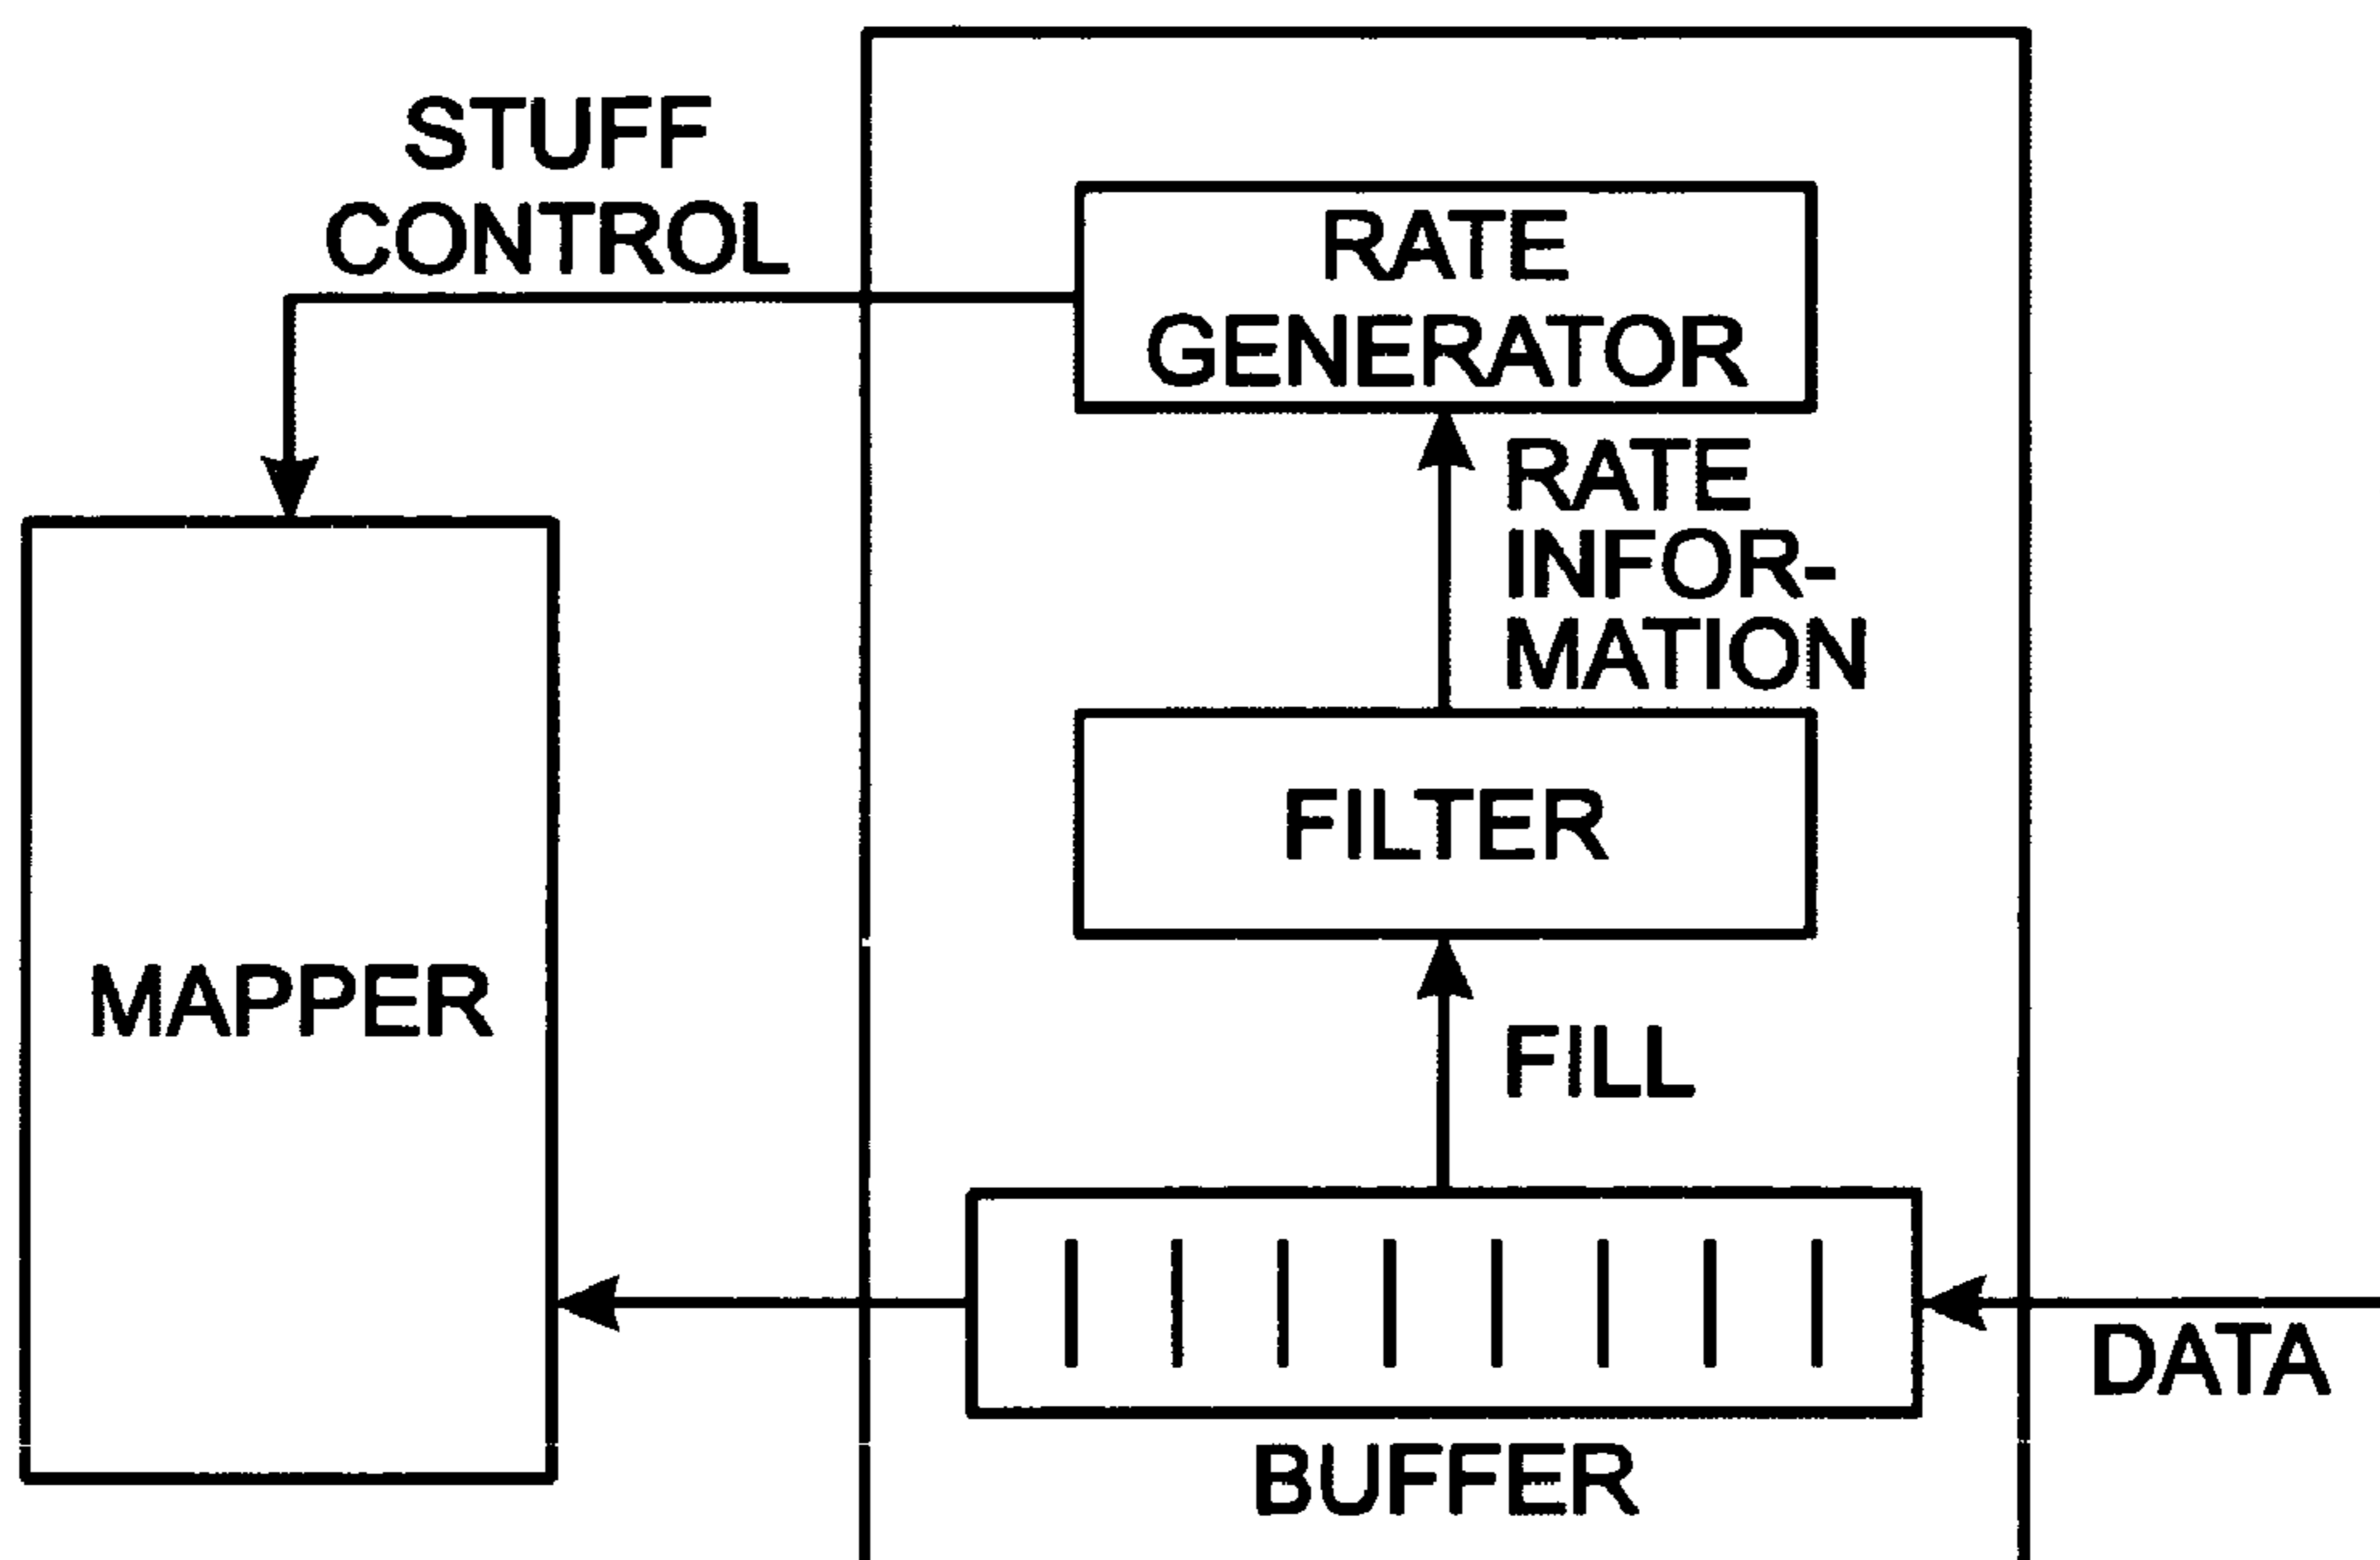 STUFF
CONTROL
RATE
GENERATOR
RATE
INFOR-
MATION
FILTER
MAPPER
FILL
DATA
BUFFER